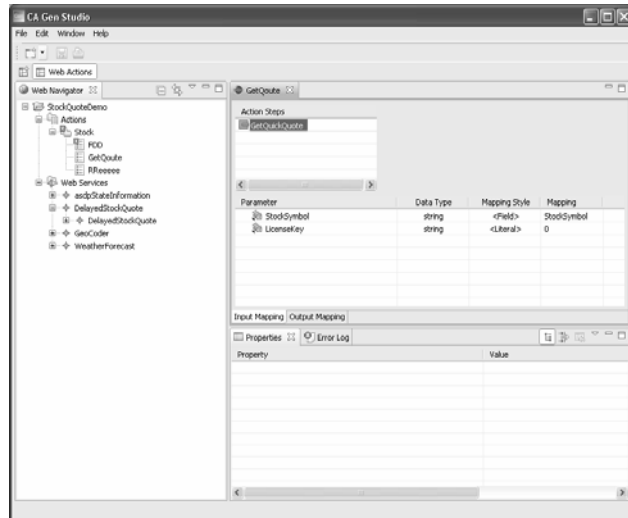 CA Gen Studio
File Edit Window Help
Web Actions
Web Navigator
StockQuoteDemo
Actions
Stock
FOO
GetQoute
RReeeee
Web Services
asdpStateInformation
DelayedStockQuote
DelayedStockQuote
GeoCoder
WeatherForecast
GetQoute
Action Steps
GetQuickQuote
Parameter Data Type Mapping Style Mapping
StockSymbol string <Field> StockSymbol
LicenseKey string <Literal> 0
Input Mapping Output Mapping
Properties Error Log
Property Value